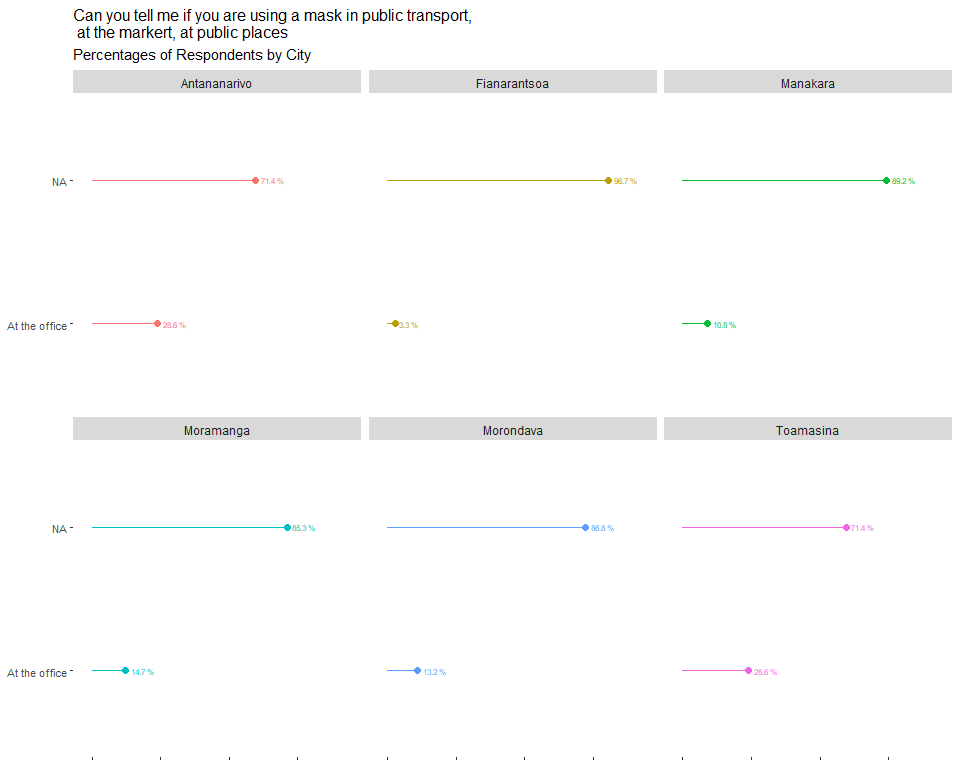 Can you tell me if you are using a mask in public transport,
at the markert, at public places
Percentages of Respondents by City
Antananarivo Fianarantsoa Manakara
NA 71.4 % 96.7 % 89.2 %
At the office 28.6 % 3.3 % 10.8 %
Moramanga Morondava Toamasina
NA 85.3 % 86.8 % 71.4 %
At the office 14.7 % 13.2 % 28.6 %